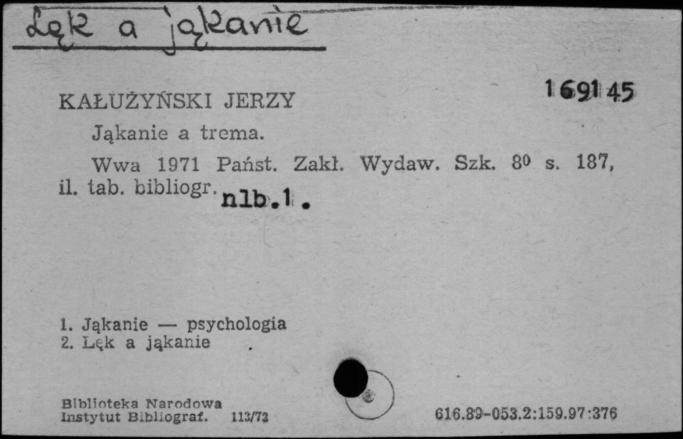 Lęk a jąkanie
169145
KAŁUŻYŃSKI JERZY
Jąkanie a trema.
Wwa 1971 Państ. Zakł. Wydaw. Szk. 8⁰ s. 187,
il. tab. bibliogr. nlb.1.
1. Jąkanie — psychologia
2. Lęk a jąkanie
Biblioteka Narodowa
Instytut Bibliograf. 113/73
616.89-053.2:159.97:376